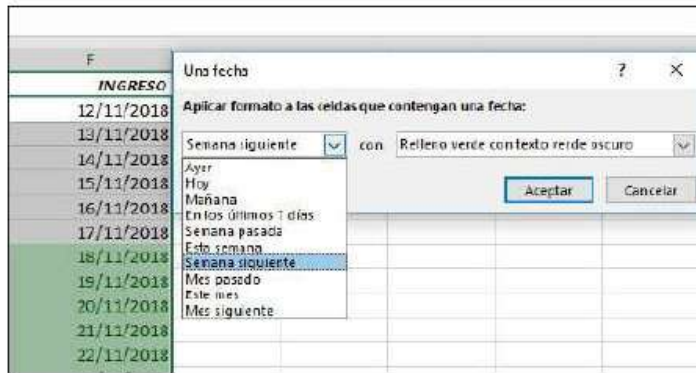 F
INGRESO
12/11/2018
13/11/2018
14/11/2018
15/11/2018
16/11/2018
17/11/2018
18/11/2018
19/11/2018
20/11/2018
21/11/2018
22/11/2018
Una fecha ? ×
Aplicar formato a las celdas que contengan una fecha:
Semana siguiente con Relleno verde con texto verde oscuro
Ayer
Hoy
Mañana
En los últimos 7 días
Semana pasada
Esta semana
Semana siguiente
Mes pasado
Este mes
Mes siguiente
Aceptar Cancelar